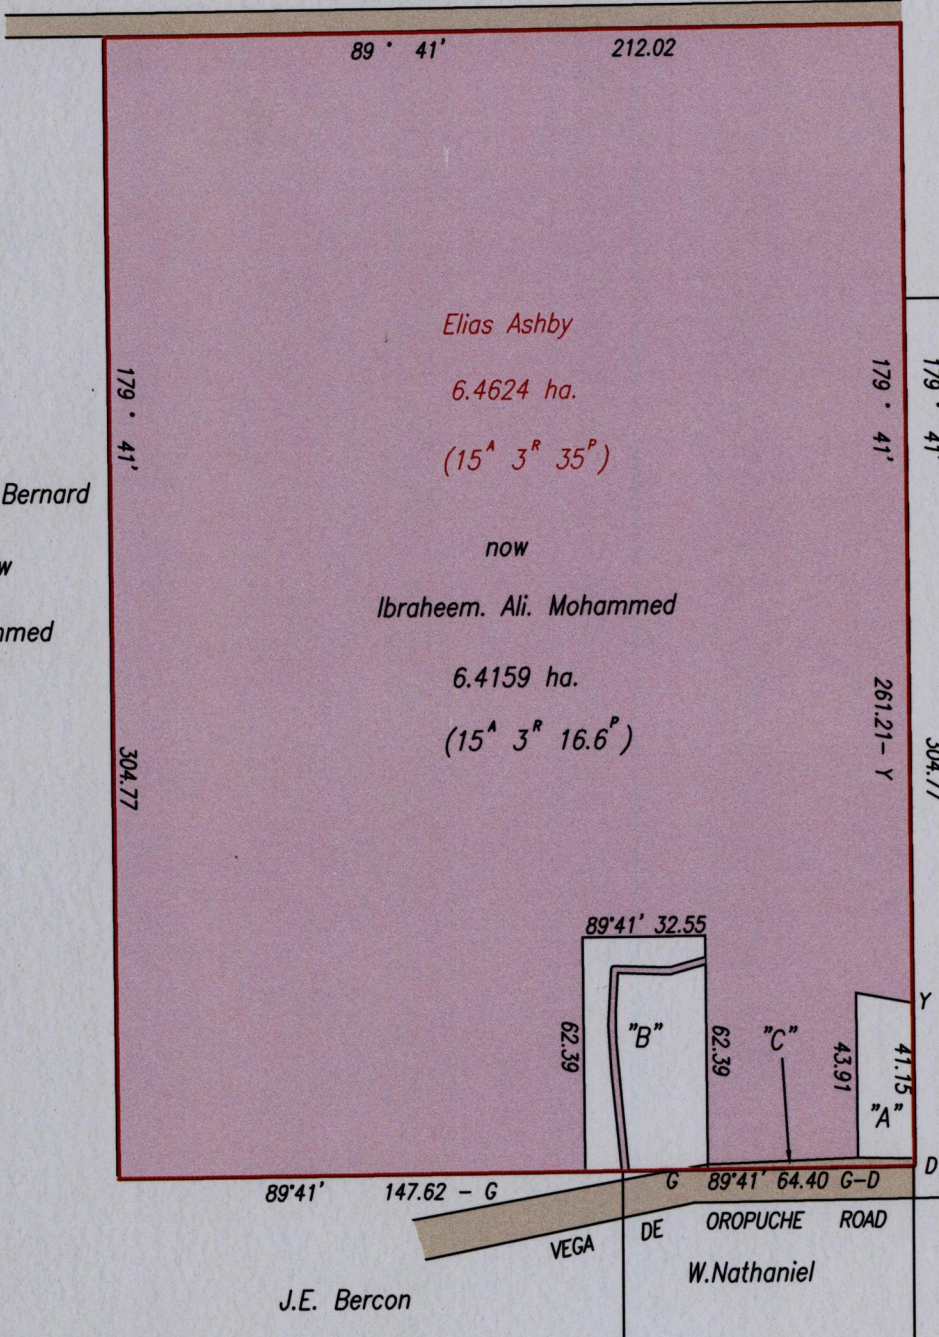 89° 41' 212.02
Elias Ashby
6.4624 ha.
(15ᴬ 3ᴿ 35ᴾ)
179° 41'
179° 41'
179° 41'
Bernard
now
Ibraheem. Ali. Mohammed
6.4159 ha.
(15ᴬ 3ᴿ 16.6ᴾ)
261.21- Y
304.77
304.77
89°41' 32.55
62.39
"B"
62.39
"C"
43.91
41.15
Y
"A"
D
89°41' 147.62 - G
G 89°41' 64.40 G-D
VEGA DE OROPUCHE ROAD
W.Nathaniel
J.E. Bercon